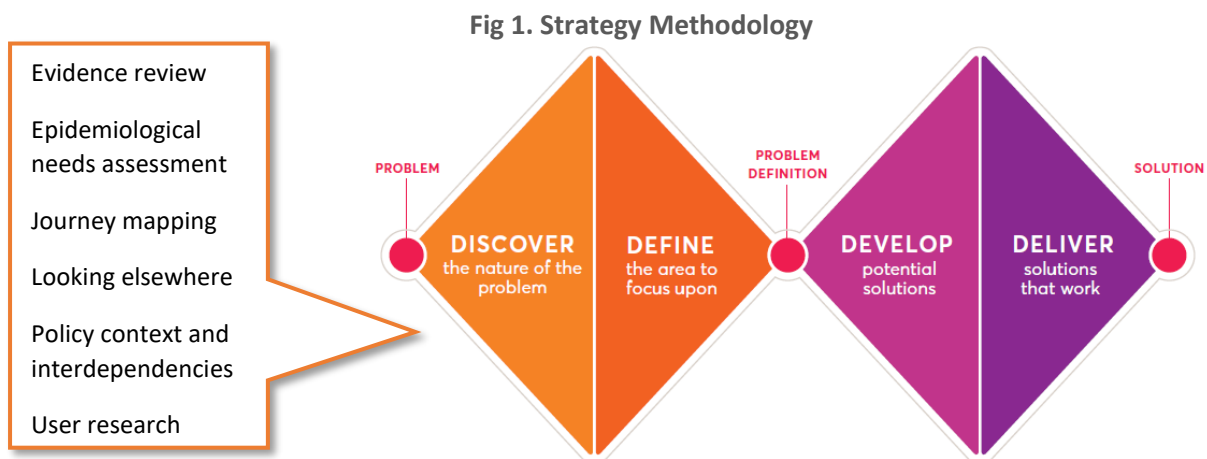 Fig 1. Strategy Methodology
Evidence review
Epidemiological
needs assessment
Journey mapping
Looking elsewhere
Policy context and
interdependencies
User research
PROBLEM
DISCOVER
the nature of the
problem
DEFINE
the area to
focus upon
PROBLEM
DEFINITION
DEVELOP
potential
solutions
DELIVER
solutions
that work
SOLUTION